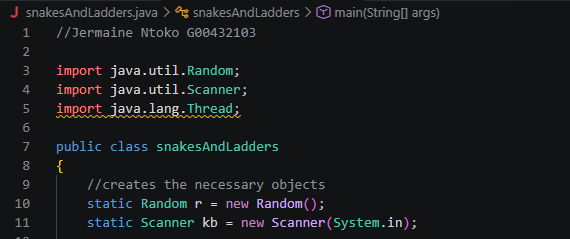 J snakesAndLadders.java > snakesAndLadders > main(String[] args)
1 //Jermaine Ntoko G00432103
2
3 import java.util.Random;
4 import java.util.Scanner;
5 import java.lang.Thread;
6
7 public class snakesAndLadders
8 {
9 //creates the necessary objects
10 static Random r = new Random();
11 static Scanner kb = new Scanner(System.in);